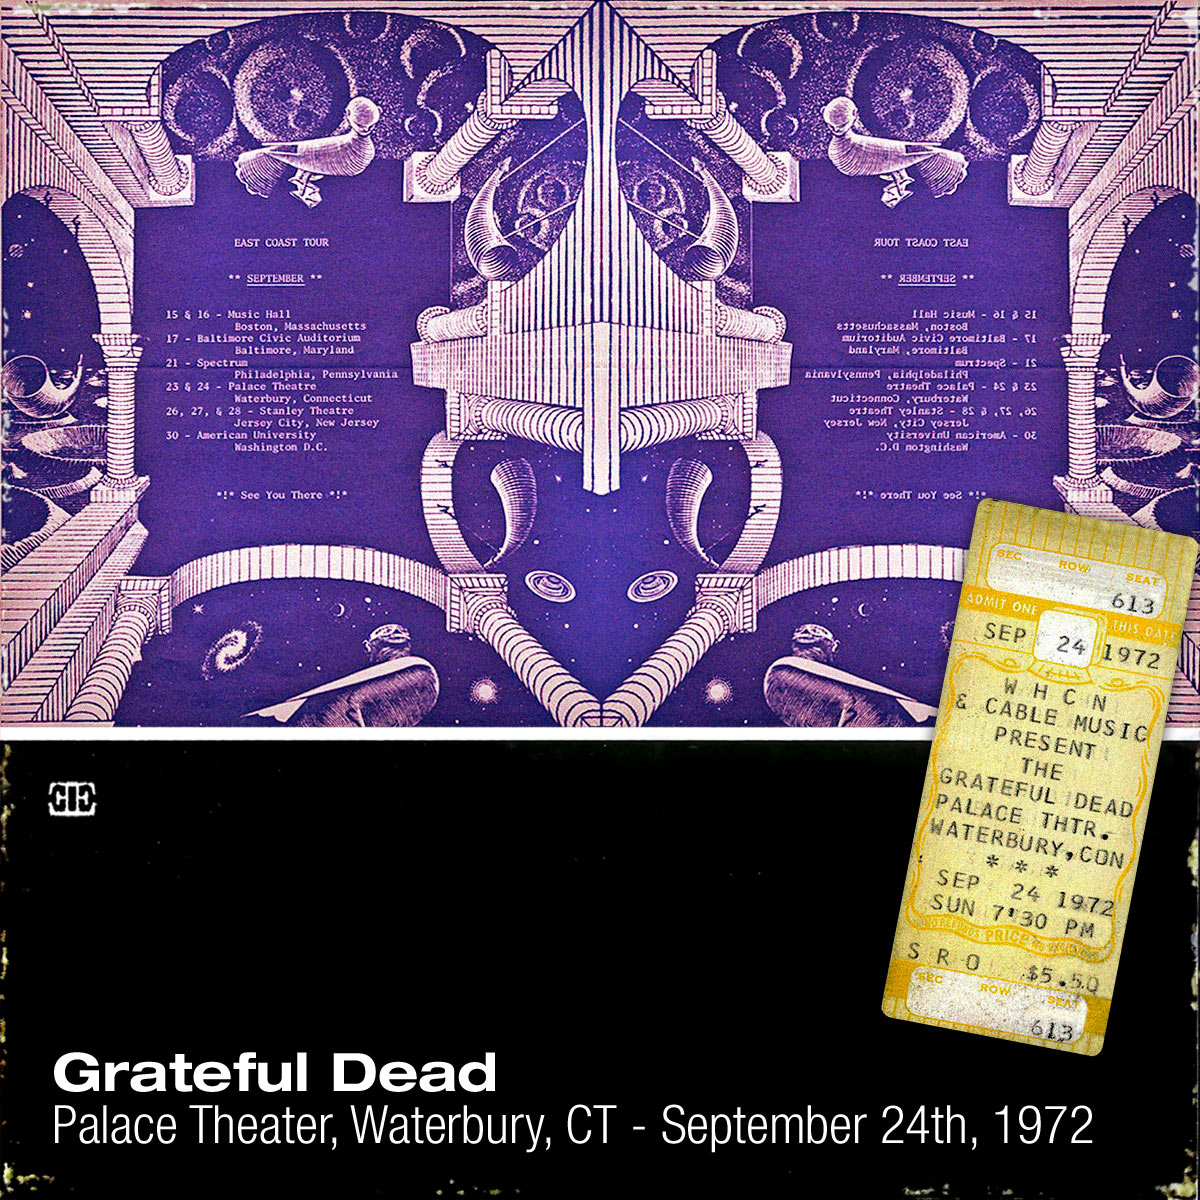 EAST COAST TOUR
** SEPTEMBER **
15 & 16 - Music Hall
Boston, Massachusetts
17 - Baltimore Civic Auditorium
Baltimore, Maryland
21 - Spectrum
Philadelphia, Pennsylvania
23 & 24 - Palace Theatre
Waterbury, Connecticut
26, 27, & 28 - Stanley Theatre
Jersey City, New Jersey
30 - American University
Washington D.C.
*!* See You There *!*
EAST COAST TOUR
** SEPTEMBER **
15 & 16 - Music Hall
Boston, Massachusetts
17 - Baltimore Civic Auditorium
Baltimore, Maryland
21 - Spectrum
Philadelphia, Pennsylvania
23 & 24 - Palace Theatre
Waterbury, Connecticut
26, 27, & 28 - Stanley Theatre
Jersey City, New Jersey
30 - American University
Washington D.C.
*!* See You There *!*
SEC ROW SEAT
613
ADMIT ONE THIS DATE
SEP 24 1972
W H C N
& CABLE MUSIC
PRESENT
THE
GRATEFUL DEAD
PALACE THTR.
WATERBURY, CON
* * *
SEP 24 1972
SUN 7'30 PM
PRICE
S R O $5.50
SEC ROW SEAT
613
Grateful Dead
Palace Theater, Waterbury, CT - September 24th, 1972